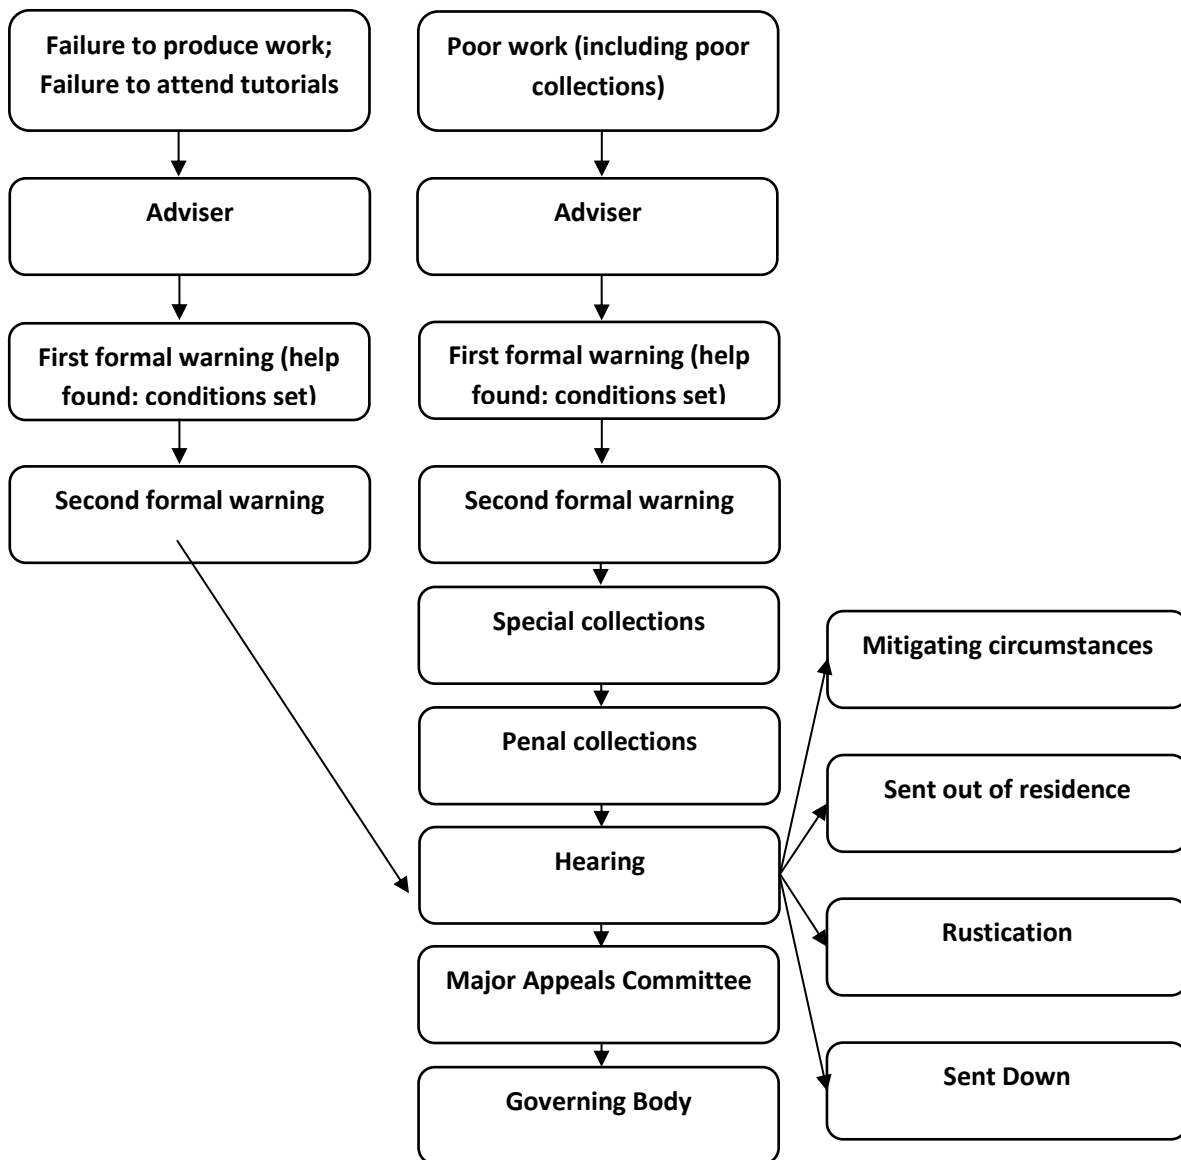 Failure to produce work;
Failure to attend tutorials
Adviser
First formal warning (help
found: conditions set)
Second formal warning
Poor work (including poor
collections)
Adviser
First formal warning (help
found: conditions set)
Second formal warning
Special collections
Penal collections
Hearing
Major Appeals Committee
Governing Body
Mitigating circumstances
Sent out of residence
Rustication
Sent Down